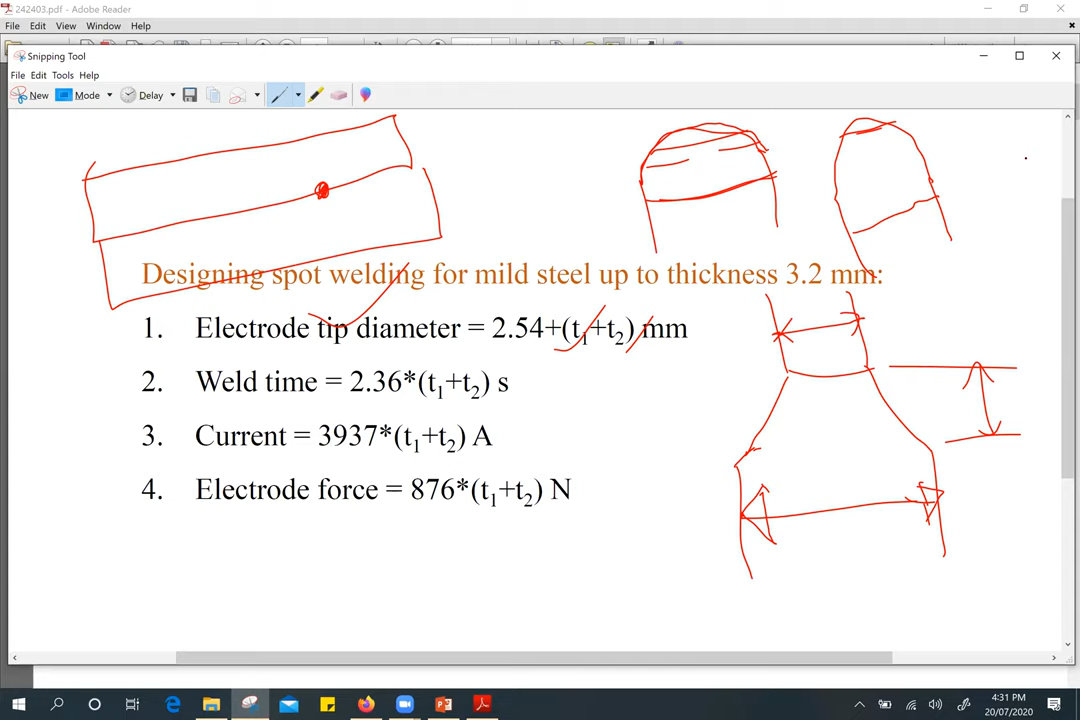 242403.pdf - Adobe Reader
File Edit View Window Help
Snipping Tool
File Edit Tools Help
New Mode Delay
Designing spot welding for mild steel up to thickness 3.2 mm:
1. Electrode tip diameter = 2.54+(t₁+t₂) mm
2. Weld time = 2.36*(t₁+t₂) s
3. Current = 3937*(t₁+t₂) A
4. Electrode force = 876*(t₁+t₂) N
4:31 PM
20/07/2020